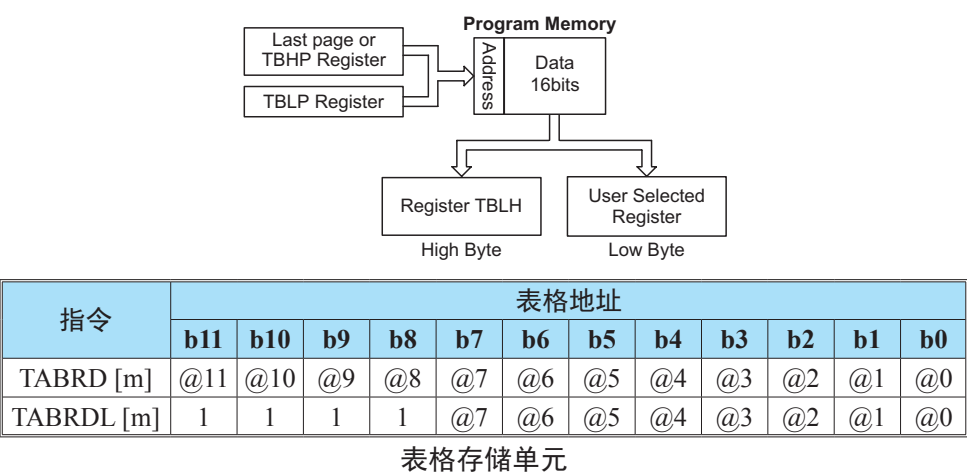 Program Memory
Last page or
TBHP Register
TBLP Register
Address
Data
16bits
Register TBLH
User Selected
Register
High Byte
Low Byte
指令 表格地址
b11 b10 b9 b8 b7 b6 b5 b4 b3 b2 b1 b0
TABRD [m] @11 @10 @9 @8 @7 @6 @5 @4 @3 @2 @1 @0
TABRDL [m] 1 1 1 1 @7 @6 @5 @4 @3 @2 @1 @0
表格存储单元